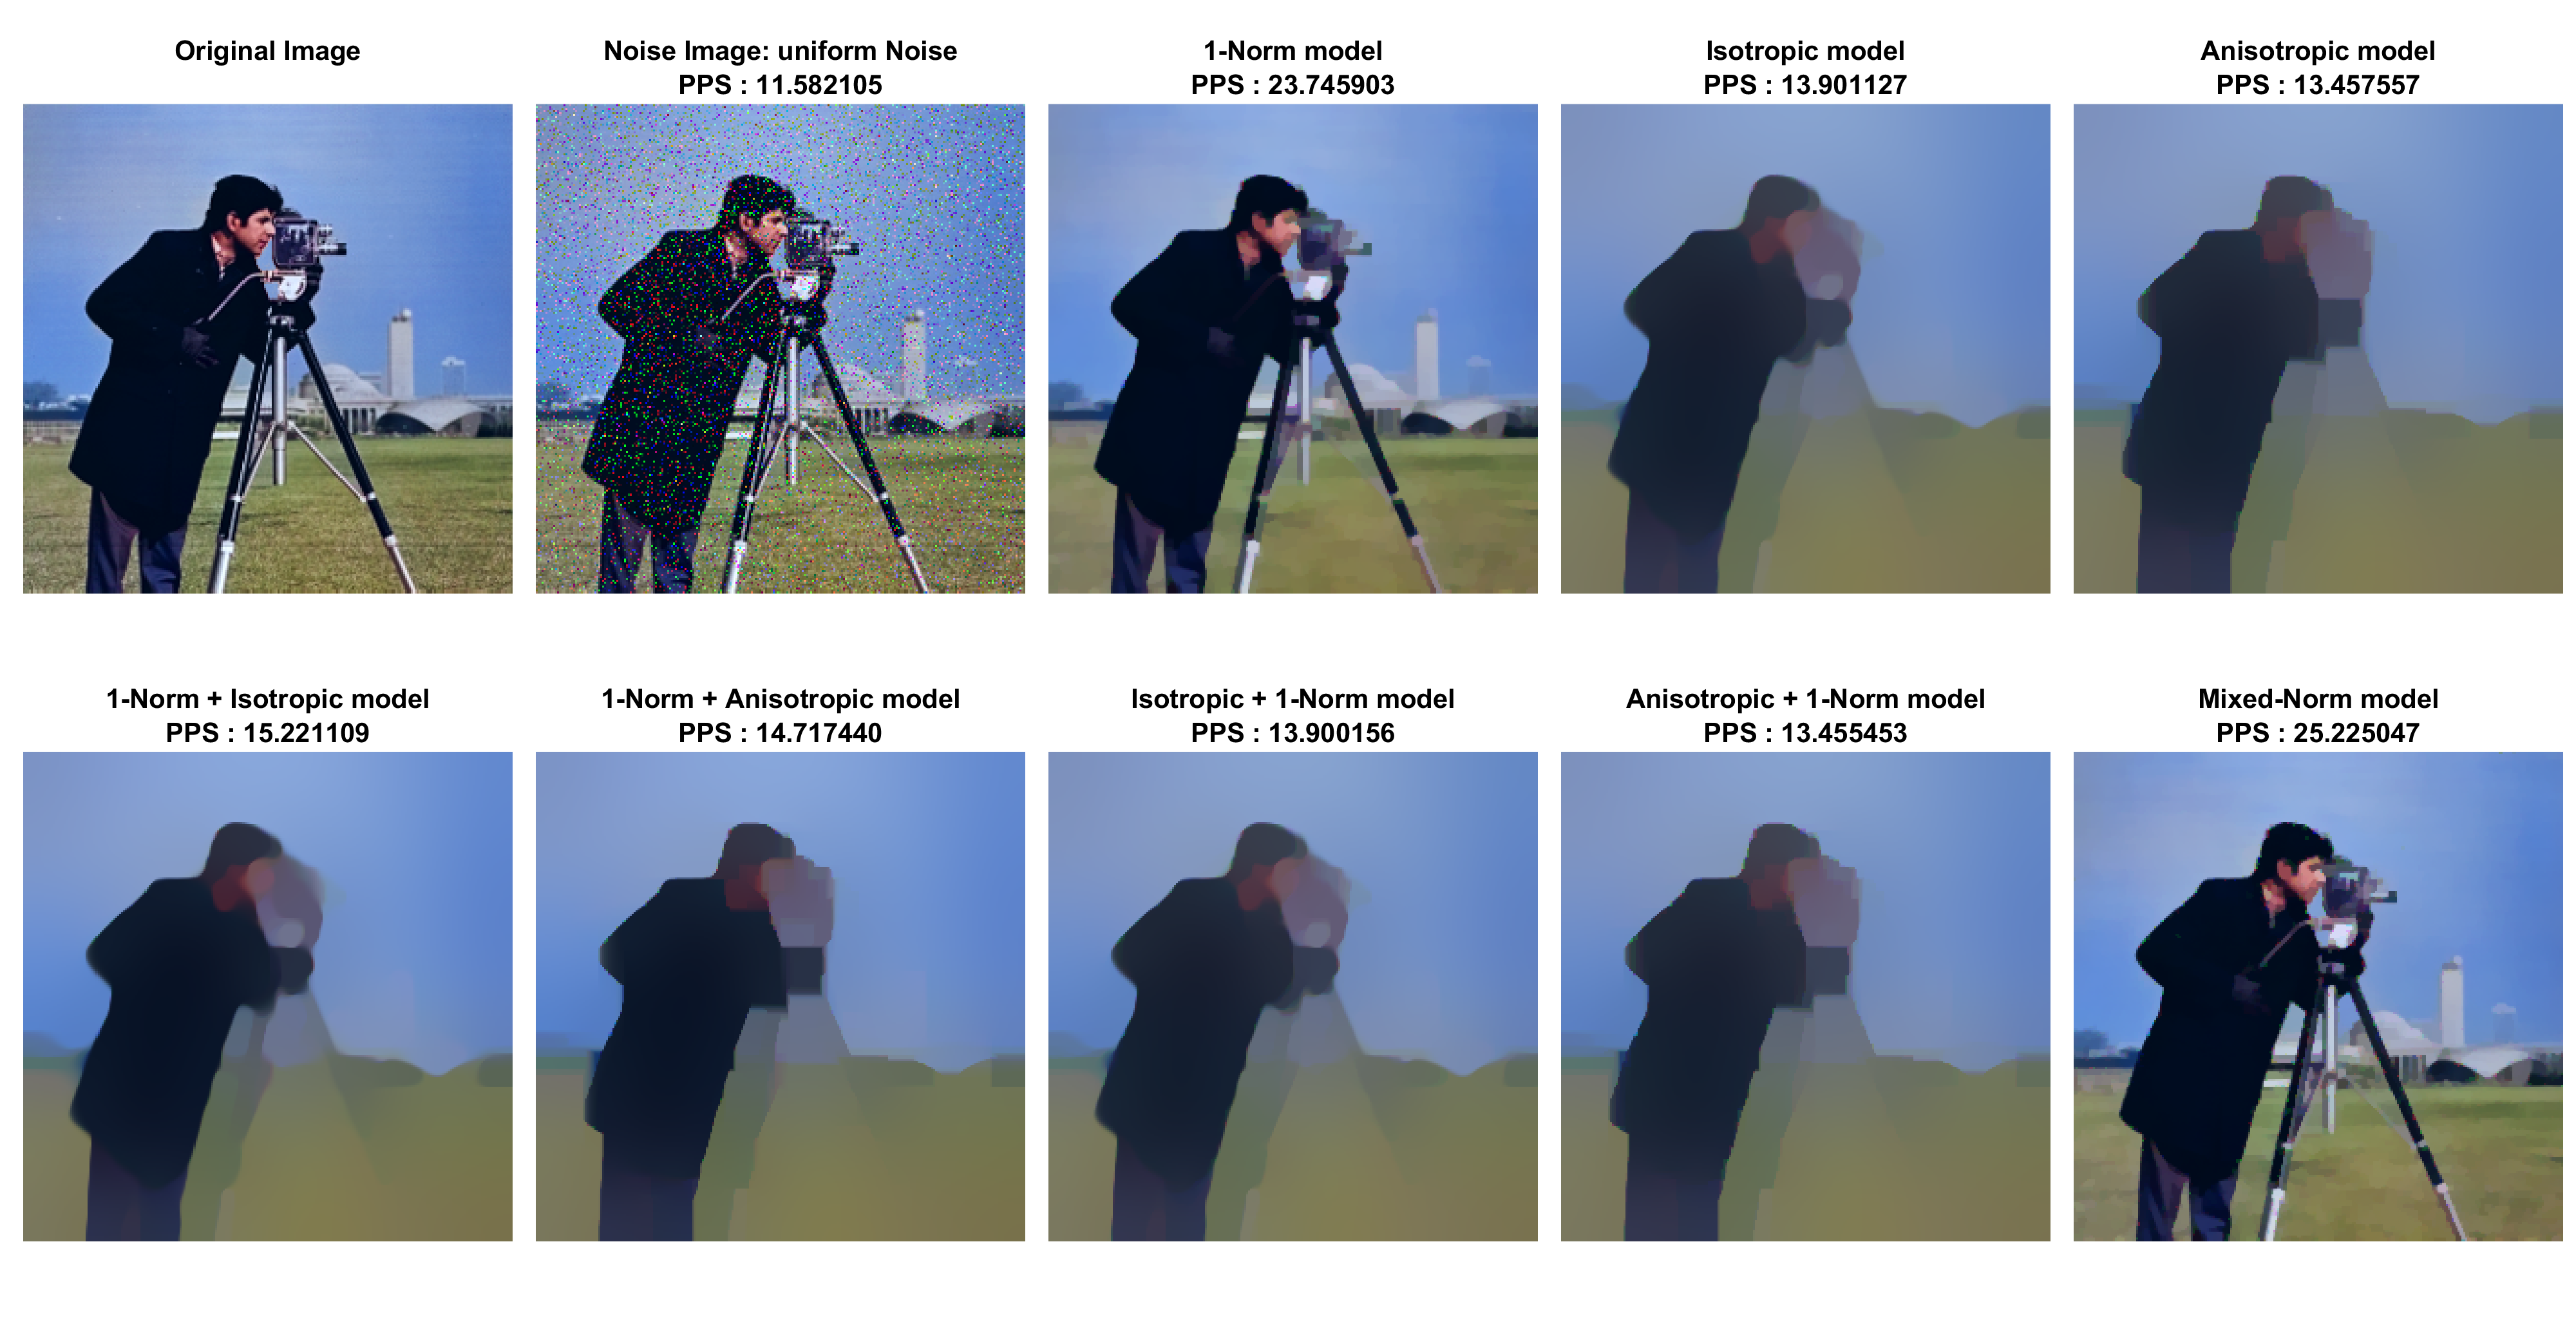 Original Image
Noise Image: uniform Noise
PPS : 11.582105
1-Norm model
PPS : 23.745903
Isotropic model
PPS : 13.901127
Anisotropic model
PPS : 13.457557
1-Norm + Isotropic model
PPS : 15.221109
1-Norm + Anisotropic model
PPS : 14.717440
Isotropic + 1-Norm model
PPS : 13.900156
Anisotropic + 1-Norm model
PPS : 13.455453
Mixed-Norm model
PPS : 25.225047